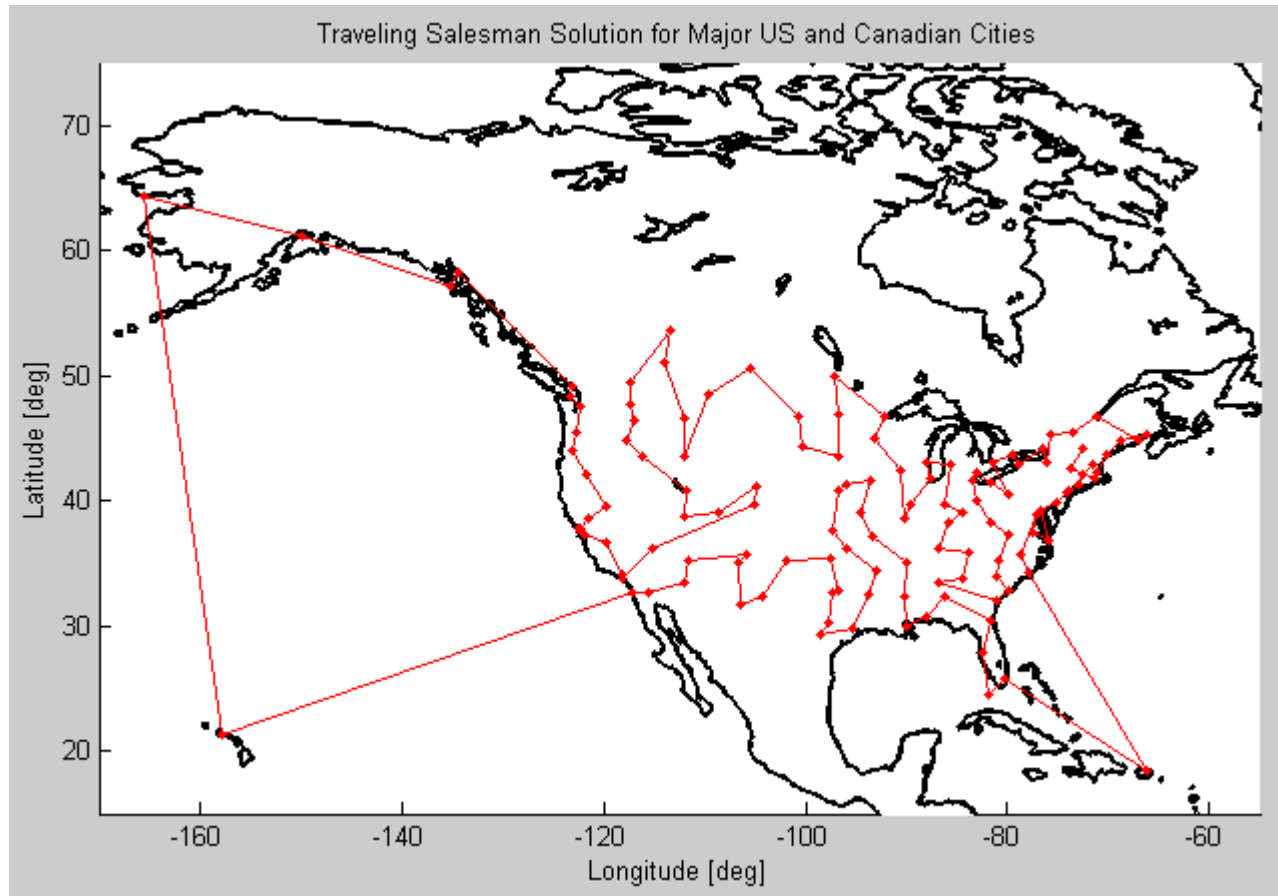 Traveling Salesman Solution for Major US and Canadian Cities
70
60
50
40
30
20
Latitude [deg]
-160 -140 -120 -100 -80 -60
Longitude [deg]